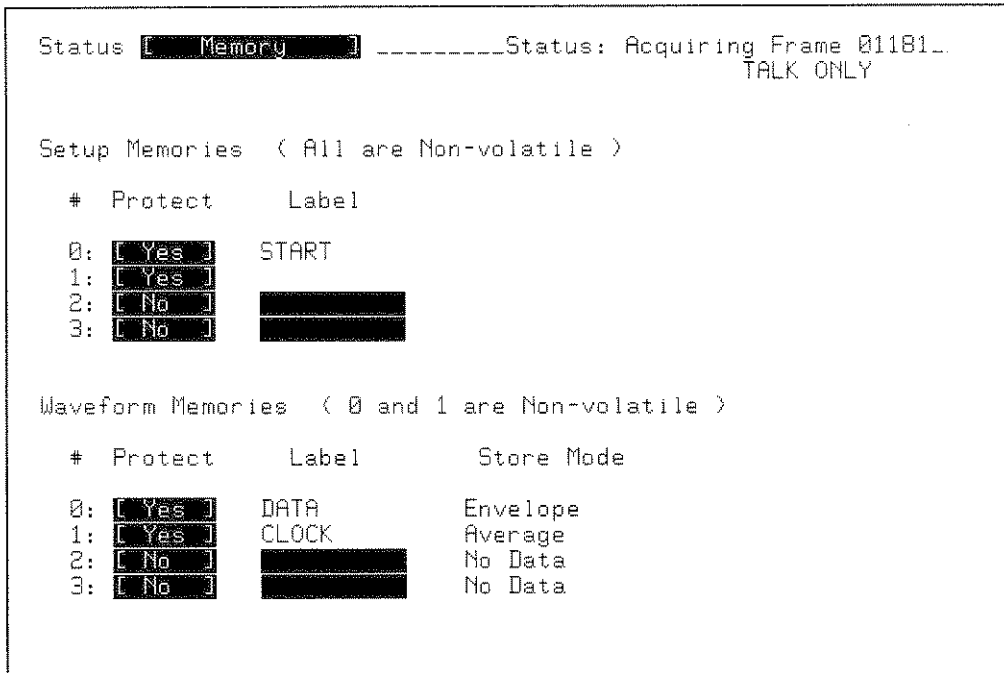 Status [ Memory ] _________Status: Acquiring Frame 01181_
TALK ONLY
Setup Memories ( All are Non-volatile )
# Protect Label
0: [ Yes ] START
1: [ Yes ]
2: [ No ]
3: [ No ]
Waveform Memories ( 0 and 1 are Non-volatile )
# Protect Label Store Mode
0: [ Yes ] DATA Envelope
1: [ Yes ] CLOCK Average
2: [ No ] No Data
3: [ No ] No Data